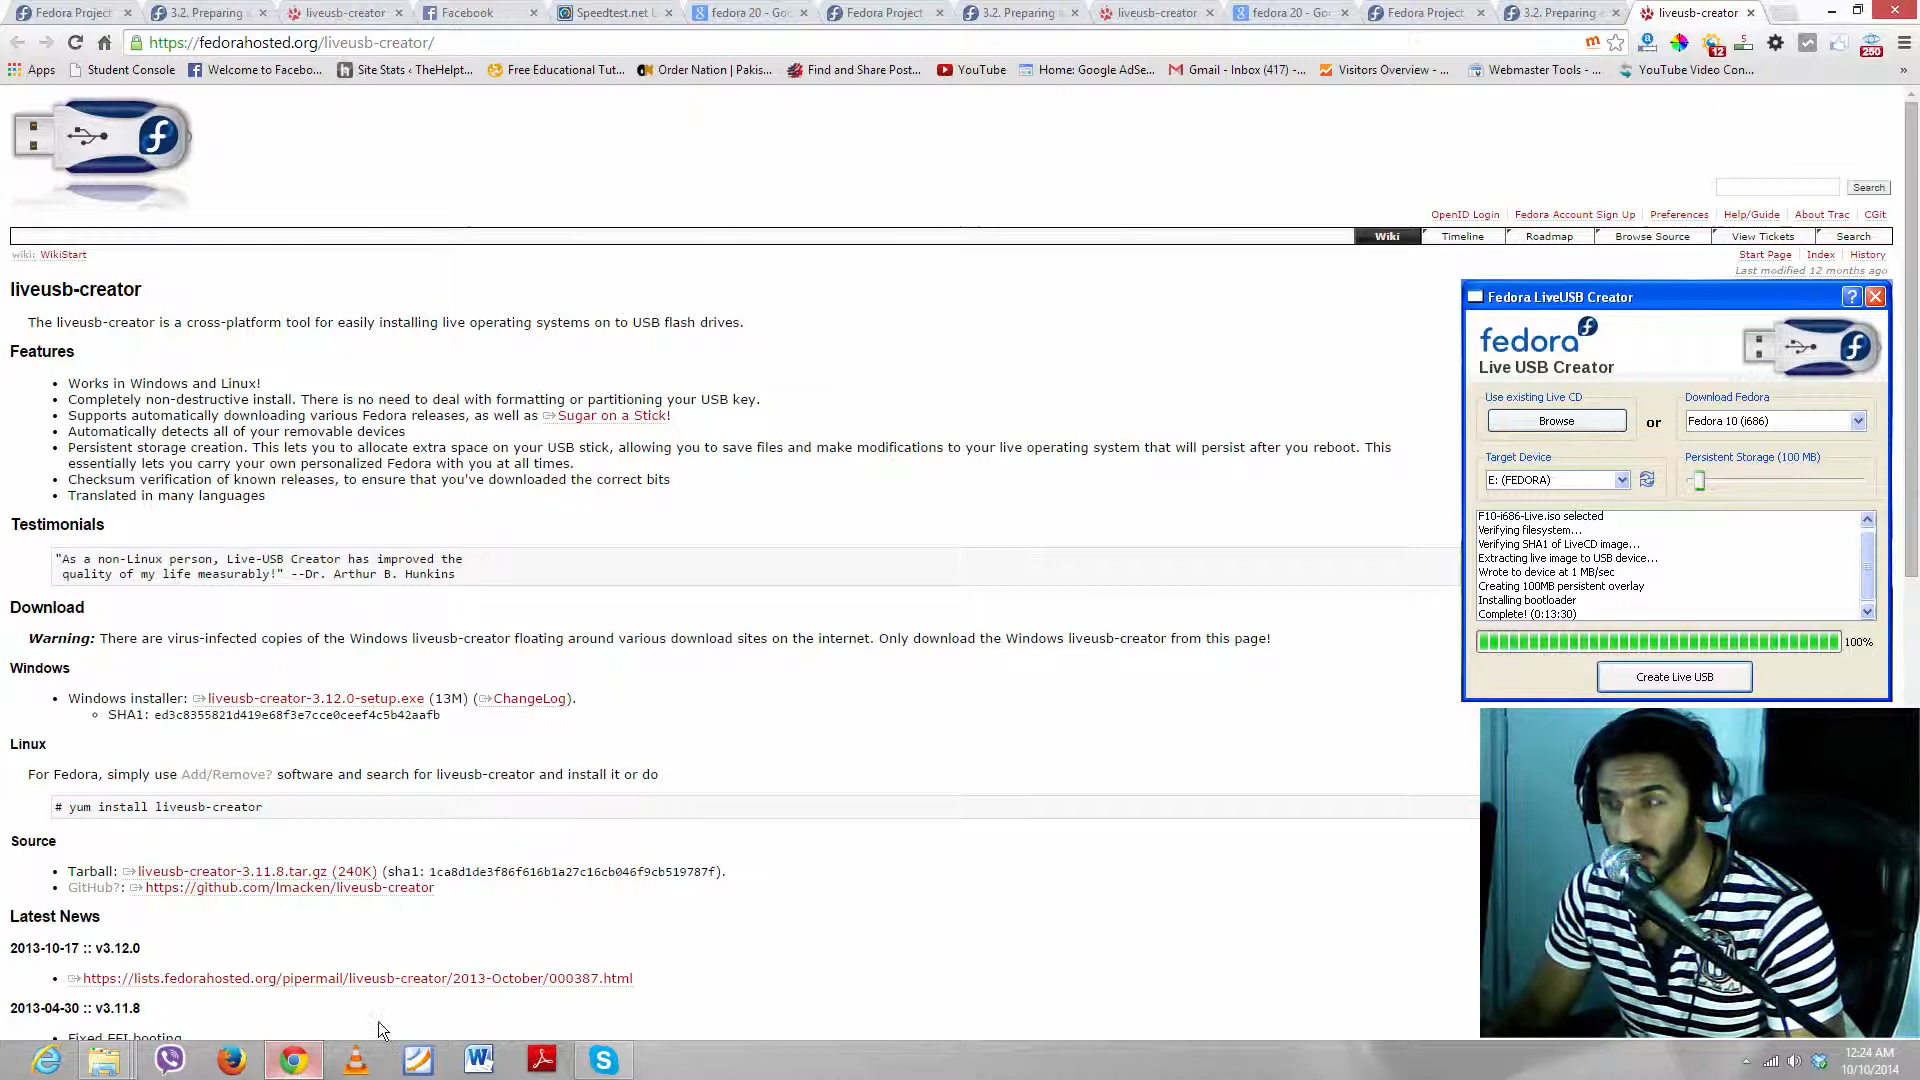 Fedora Project
3.2. Preparing
liveusb-creator
Facebook
Speedtest.net
fedora 20 - Go
Fedora Project
3.2. Preparing
liveusb-creator
fedora 20 - Go
Fedora Project
3.2. Preparing
liveusb-creator
https://fedorahosted.org/liveusb-creator/
12
5
250
Apps
Student Console
Welcome to Facebo...
Site Stats ‹ TheHelpt...
Free Educational Tut...
Order Nation | Pakis...
Find and Share Post...
YouTube
Home: Google AdSe...
Gmail - Inbox (417) -...
Visitors Overview - ...
Webmaster Tools - ...
YouTube Video Con...
Search
OpenID Login
Fedora Account Sign Up
Preferences
Help/Guide
About Trac
CGit
Wiki
Timeline
Roadmap
Browse Source
View Tickets
Search
wiki: WikiStart
Start Page
Index
History
Last modified 12 months ago
liveusb-creator
The liveusb-creator is a cross-platform tool for easily installing live operating systems on to USB flash drives.
Features
Works in Windows and Linux!
Completely non-destructive install. There is no need to deal with formatting or partitioning your USB key.
Supports automatically downloading various Fedora releases, as well as Sugar on a Stick!
Automatically detects all of your removable devices
Persistent storage creation. This lets you to allocate extra space on your USB stick, allowing you to save files and make modifications to your live operating system that will persist after you reboot. This
essentially lets you carry your own personalized Fedora with you at all times.
Checksum verification of known releases, to ensure that you've downloaded the correct bits
Translated in many languages
Testimonials
"As a non-Linux person, Live-USB Creator has improved the
quality of my life measurably!" --Dr. Arthur B. Hunkins
Download
Warning: There are virus-infected copies of the Windows liveusb-creator floating around various download sites on the internet. Only download the Windows liveusb-creator from this page!
Windows
Windows installer: liveusb-creator-3.12.0-setup.exe (13M) (ChangeLog).
SHA1: ed3c8355821d419e68f3e7cce0ceef4c5b42aafb
Linux
For Fedora, simply use Add/Remove? software and search for liveusb-creator and install it or do
# yum install liveusb-creator
Source
Tarball: liveusb-creator-3.11.8.tar.gz (240K) (sha1: 1ca8d1de3f86f616b1a27c16cb046f9cb519787f).
GitHub?: https://github.com/lmacken/liveusb-creator
Latest News
2013-10-17 :: v3.12.0
https://lists.fedorahosted.org/pipermail/liveusb-creator/2013-October/000387.html
2013-04-30 :: v3.11.8
Fixed EFI booting
Fedora LiveUSB Creator
fedora
Live USB Creator
Use existing Live CD
Browse
or
Download Fedora
Fedora 10 (i686)
Target Device
E: (FEDORA)
Persistent Storage (100 MB)
F10-i686-Live.iso selected
Verifying filesystem...
Verifying SHA1 of LiveCD image...
Extracting live image to USB device...
Wrote to device at 1 MB/sec
Creating 100MB persistent overlay
Installing bootloader
Complete! (0:13:30)
100%
Create Live USB
12:24 AM
10/10/2014